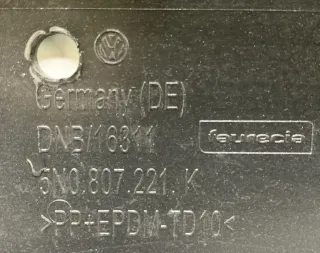 Germany (DE)
DNB/16311
faurecia
5N0.807.221. K
>PP+EPDM-TD10<